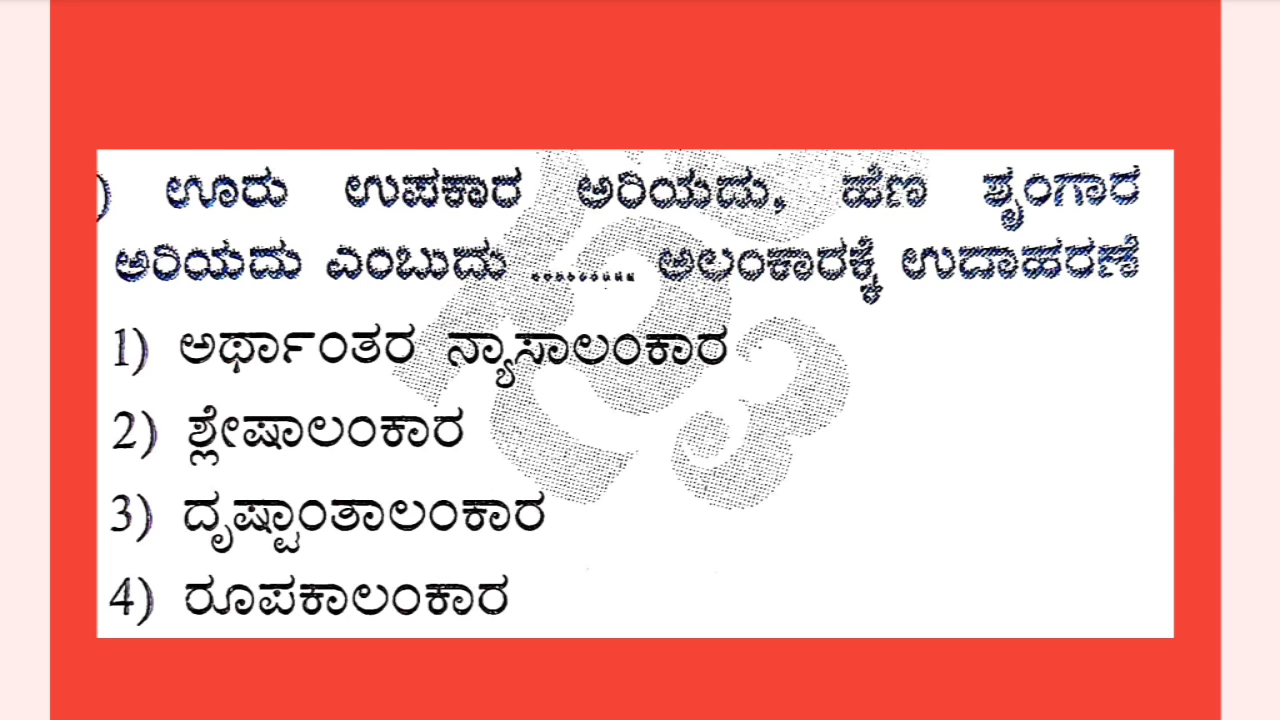 ) ಊರು ಉಪಕಾರ ಅರಿಯದು, ಹೆಣ ಶೃಂಗಾರ
ಅರಿಯದು ಎಂಬುದು .......... ಅಲಂಕಾರಕ್ಕೆ ಉದಾಹರಣೆ
1) ಅರ್ಥಾಂತರ ನ್ಯಾಸಾಲಂಕಾರ
2) ಶ್ಲೇಷಾಲಂಕಾರ
3) ದೃಷ್ಟಾಂತಾಲಂಕಾರ
4) ರೂಪಕಾಲಂಕಾರ